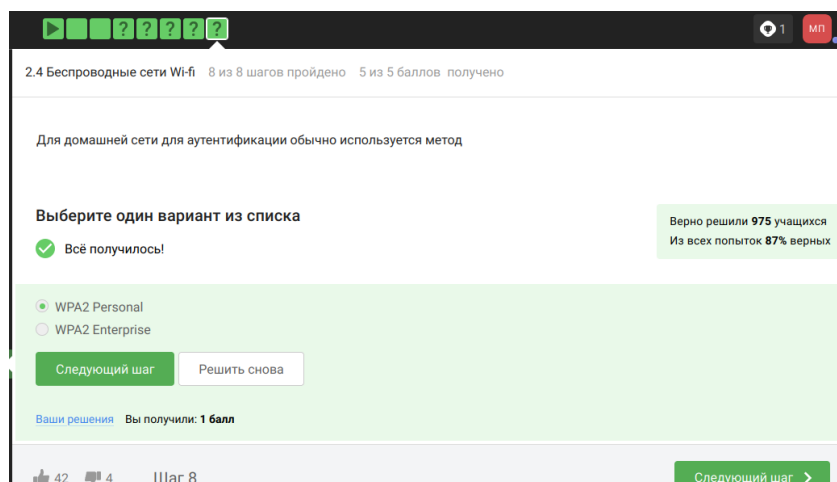 ? ? ? ? ?
1 МП
2.4 Беспроводные сети Wi-fi 8 из 8 шагов пройдено 5 из 5 баллов получено
Для домашней сети для аутентификации обычно используется метод
Выберите один вариант из списка
Верно решили 975 учащихся
Всё получилось!
Из всех попыток 87% верных
WPA2 Personal
WPA2 Enterprise
Следующий шаг Решить снова
Ваши решения Вы получили: 1 балл
42 4 Шаг 8 Следующий шаг